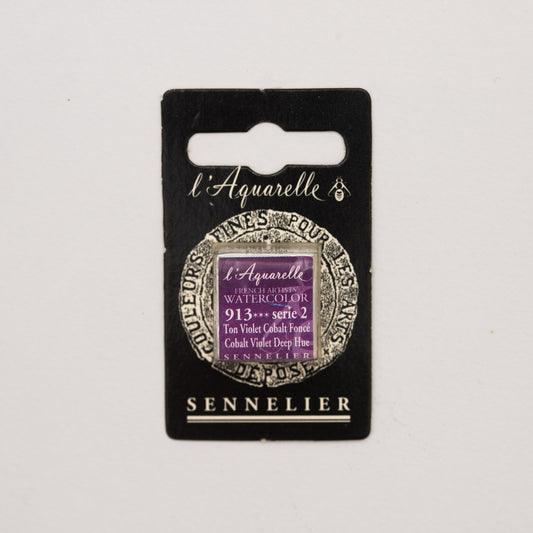 l'Aquarelle
COULEURS FINES POUR LES ARTS
l'Aquarelle
FRENCH ARTISTS'
WATERCOLOR
913*** serie 2
Ton Violet Cobalt Foncé
Cobalt Violet Deep Hue
SENNELIER
DÉPOSÉ
SENNELIER